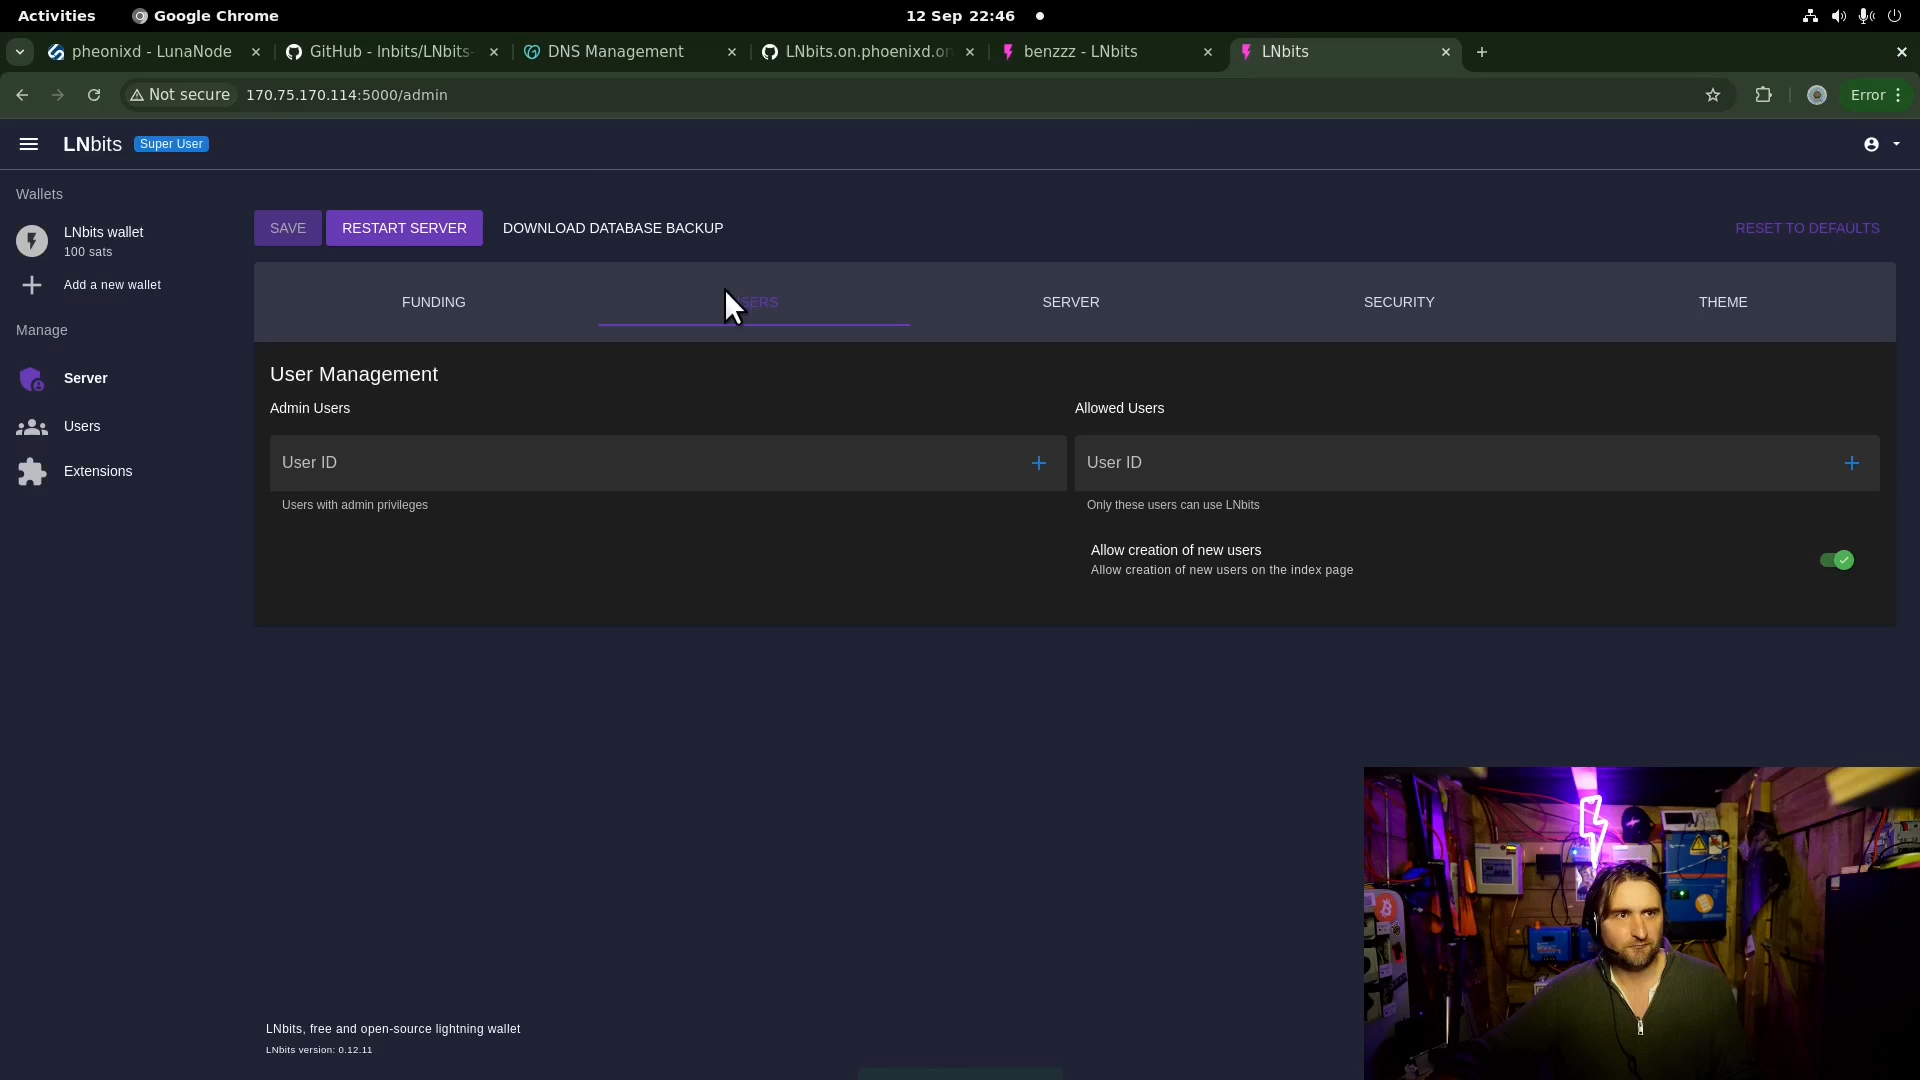 Activities
Google Chrome
12 Sep 22:46
pheonixd - LunaNode
GitHub - lnbits/LNbits-
DNS Management
LNbits.on.phoenixd.on
benzzz - LNbits
LNbits
Not secure
170.75.170.114:5000/admin
Error
LNbits
Super User
Wallets
LNbits wallet
100 sats
Add a new wallet
Manage
Server
Users
Extensions
SAVE
RESTART SERVER
DOWNLOAD DATABASE BACKUP
RESET TO DEFAULTS
FUNDING
USERS
SERVER
SECURITY
THEME
User Management
Admin Users
Allowed Users
User ID
User ID
Users with admin privileges
Only these users can use LNbits
Allow creation of new users
Allow creation of new users on the index page
LNbits, free and open-source lightning wallet
LNbits version: 0.12.11